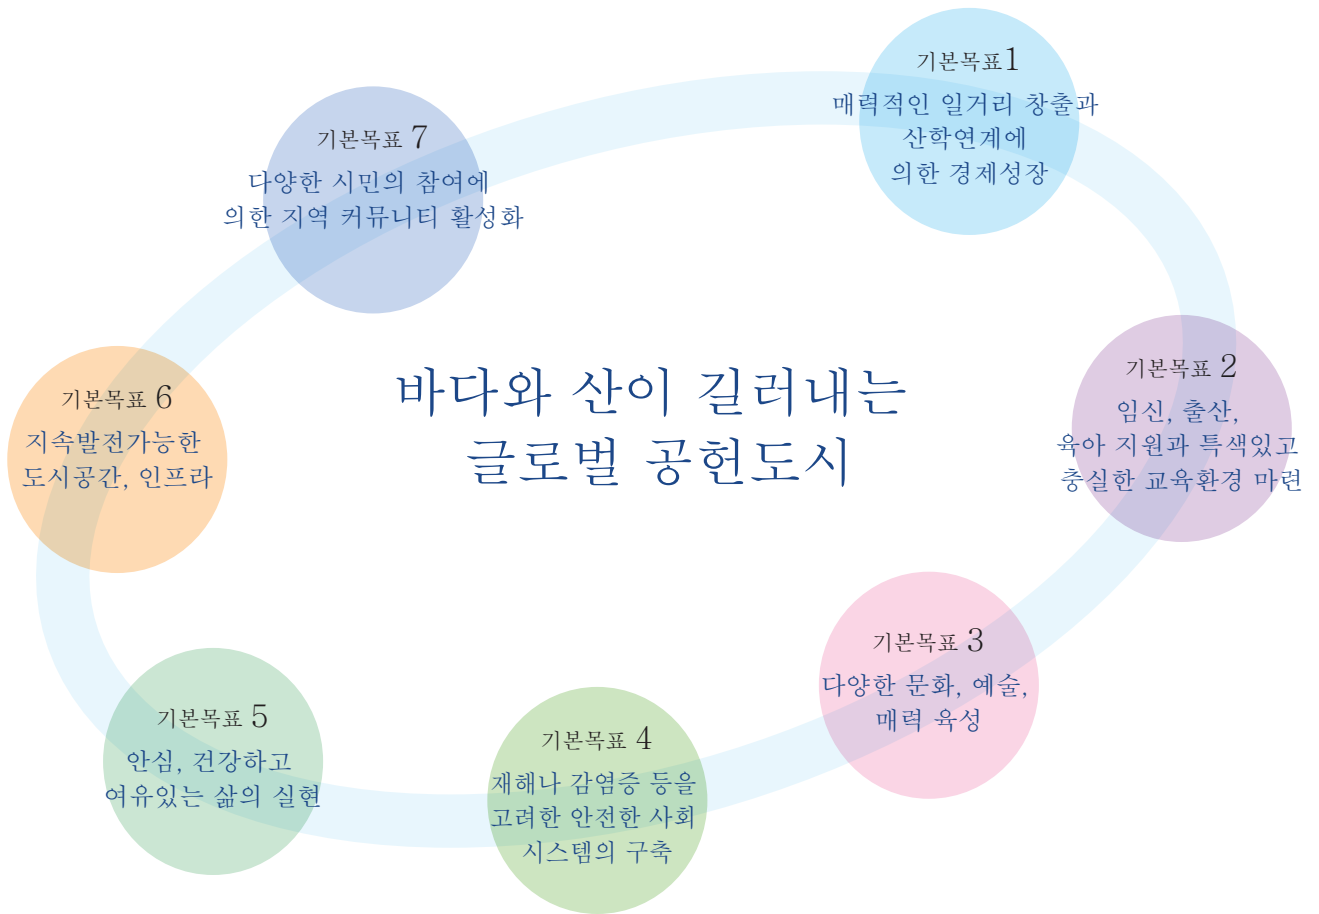 바다와 산이 길러내는
글로벌 공헌도시
기본목표1
매력적인 일거리 창출과
산학연계에
의한 경제성장
기본목표 2
임신, 출산,
육아 지원과 특색있고
충실한 교육환경 마련
기본목표 3
다양한 문화, 예술,
매력 육성
기본목표 4
재해나 감염증 등을
고려한 안전한 사회
시스템의 구축
기본목표 5
안심, 건강하고
여유있는 삶의 실현
기본목표 6
지속발전가능한
도시공간, 인프라
기본목표 7
다양한 시민의 참여에
의한 지역 커뮤니티 활성화